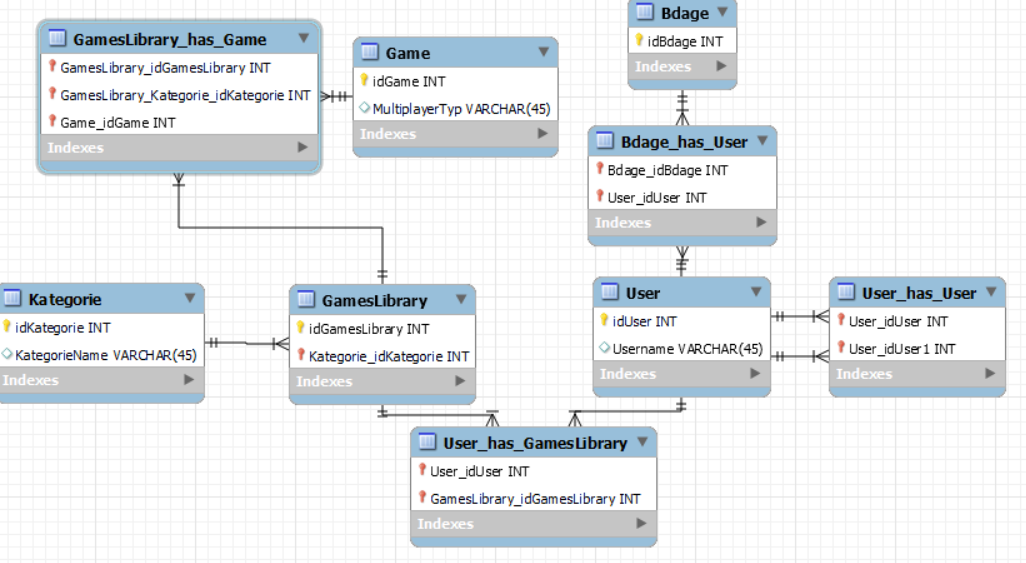 GamesLibrary_has_Game
GamesLibrary_idGamesLibrary INT
GamesLibrary_Kategorie_idKategorie INT
Game_idGame INT
Indexes
Game
idGame INT
MultiplayerTyp VARCHAR(45)
Indexes
Bdage
idBdage INT
Indexes
Bdage_has_User
Bdage_idBdage INT
User_idUser INT
Indexes
Kategorie
idKategorie INT
KategorieName VARCHAR(45)
Indexes
GamesLibrary
idGamesLibrary INT
Kategorie_idKategorie INT
Indexes
User
idUser INT
Username VARCHAR(45)
Indexes
User_has_User
User_idUser INT
User_idUser1 INT
Indexes
User_has_GamesLibrary
User_idUser INT
GamesLibrary_idGamesLibrary INT
Indexes